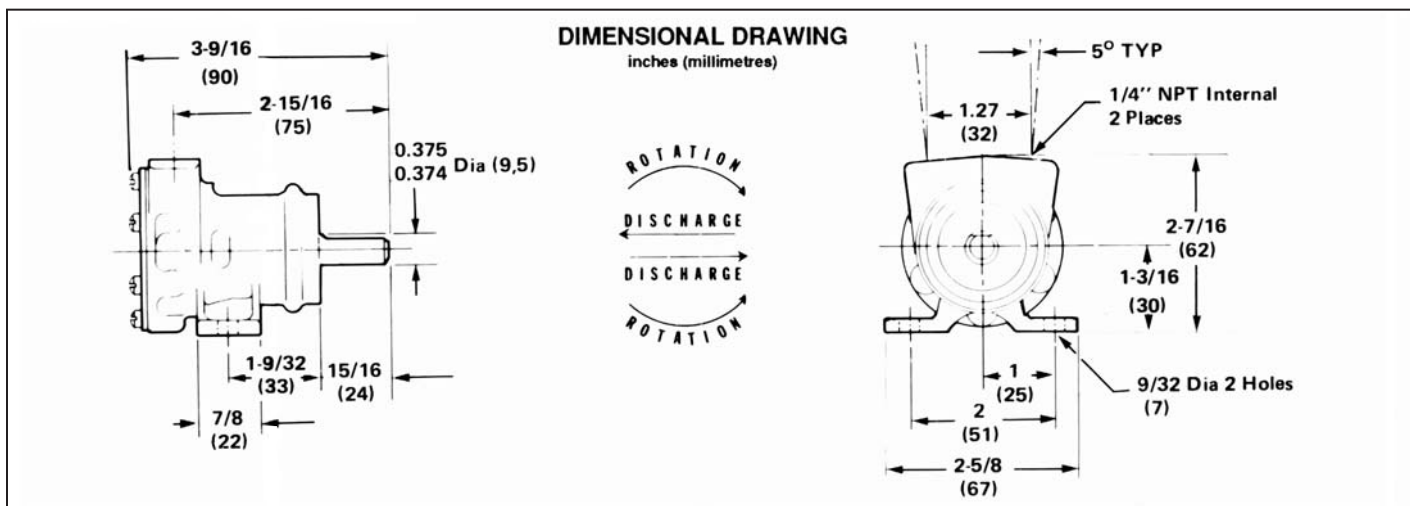 DIMENSIONAL DRAWING
inches (millimetres)
3-9/16
(90)
2-15/16
(75)
0.375
0.374 Dia (9,5)
1-9/32
(33)
15/16
(24)
7/8
(22)
ROTATION
DISCHARGE
DISCHARGE
ROTATION
5° TYP
1/4'' NPT Internal
2 Places
1.27
(32)
2-7/16
(62)
1-3/16
(30)
1
(25)
9/32 Dia 2 Holes
(7)
2
(51)
2-5/8
(67)